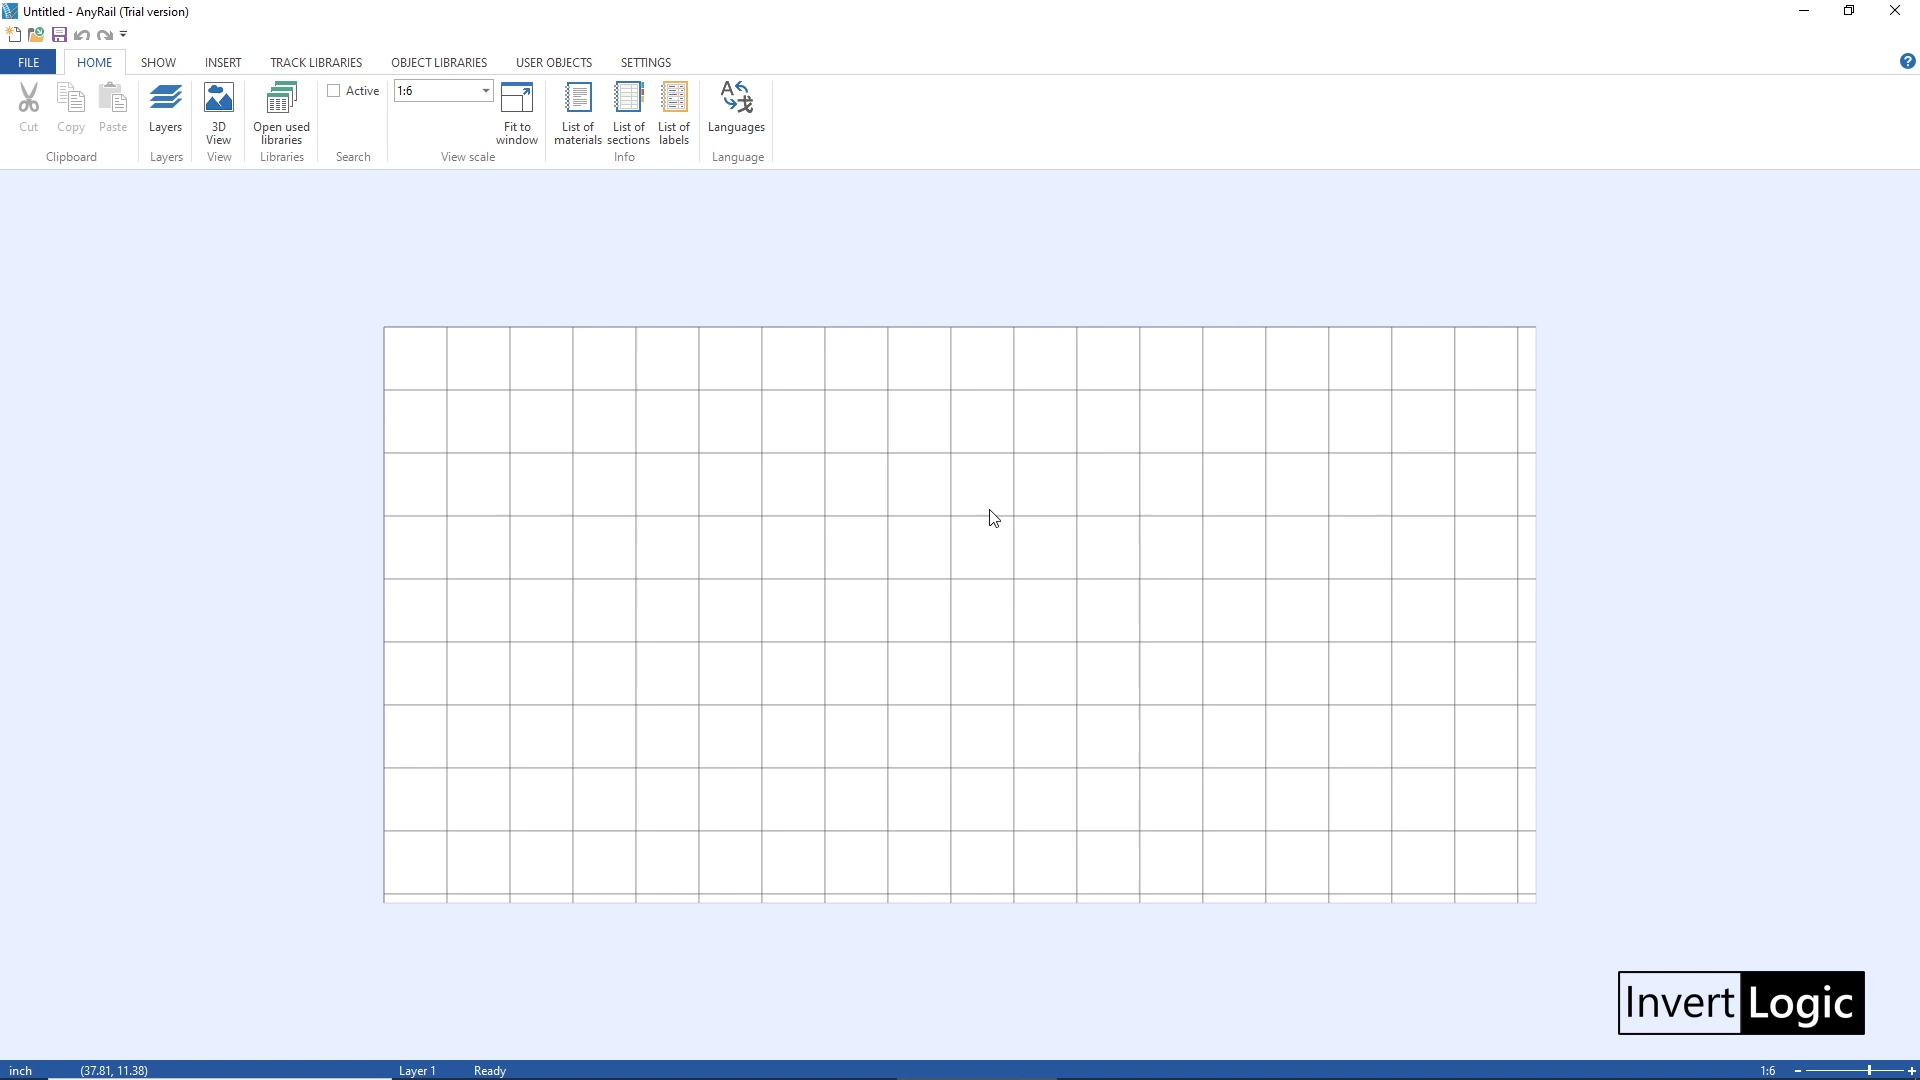 Untitled - AnyRail (Trial version)
FILE HOME SHOW INSERT TRACK LIBRARIES OBJECT LIBRARIES USER OBJECTS SETTINGS
?
Cut Copy Paste
Clipboard
Layers
Layers
3D
View
View
Open used
libraries
Libraries
Active
Search
1:6
Fit to
window
View scale
List of
materials
List of
sections
List of
labels
Info
Languages
Language
Invert Logic
inch (37.81, 11.38) Layer 1 Ready 1:6